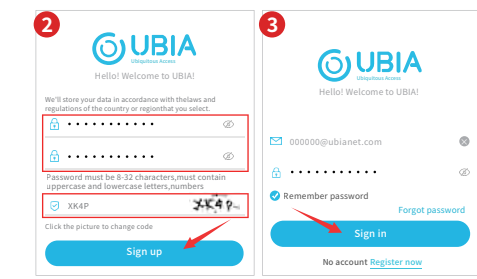 2
UBIA
Ubiquitous Access
Hello! Welcome to UBIA!
We'll store your data in accordance with thelaws and
regulations of the country or regionthat you select.
Password must be 8-32 characters,must contain
uppercase and lowercase letters,numbers
XK4P XK4P
Click the picture to change code
Sign up
3
UBIA
Ubiquitous Access
Hello! Welcome to UBIA!
000000@ubianet.com
Remember password
Forgot password
Sign in
No account Register now